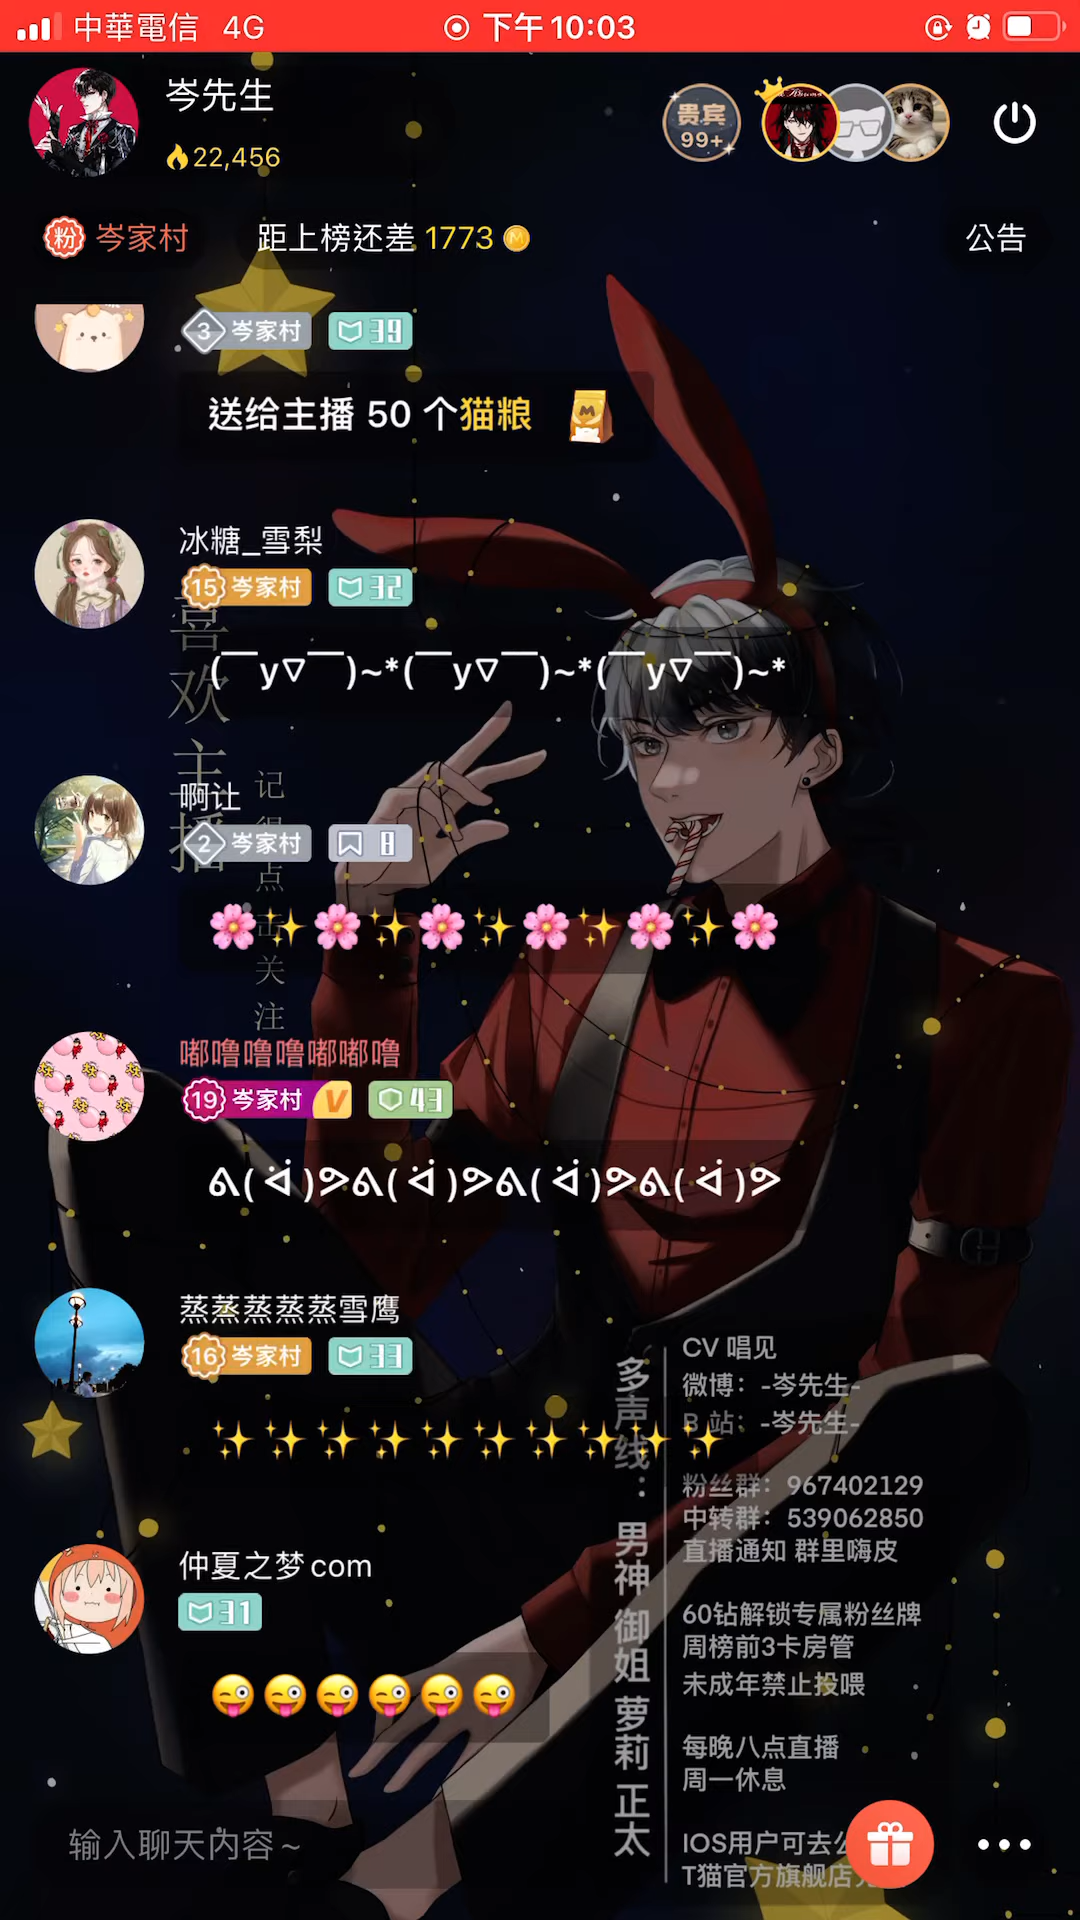 中華電信 4G
下午10:03
岑先生
22,456
贵宾
99+
粉 岑家村
距上榜还差 1773
公告
3 岑家村 39
送给主播 50 个猫粮
冰糖_雪梨
15 岑家村 32
(￣y▽￣)~*(￣y▽￣)~*(￣y▽￣)~*
喜欢主播
记得点击关注
啊让
2 岑家村 8
🌸✨🌸✨🌸✨🌸✨🌸✨🌸
嘟噜噜噜嘟嘟噜
19 岑家村 V 43
ᕕ( ᐛ )ᕗᕕ( ᐛ )ᕗᕕ( ᐛ )ᕗᕕ( ᐛ )ᕗ
蒸蒸蒸蒸蒸雪鹰
16 岑家村 33
✨✨✨✨✨✨✨✨✨✨
仲夏之梦com
31
😜😜😜😜😜😜
多声线：男神 御姐 萝莉 正太
CV 唱见
微博：-岑先生-
B 站：-岑先生-
粉丝群：967402129
中转群：539062850
直播通知 群里嗨皮
60钻解锁专属粉丝牌
周榜前3卡房管
未成年禁止投喂
每晚八点直播
周一休息
IOS用户可去公
T猫官方旗舰店
输入聊天内容~